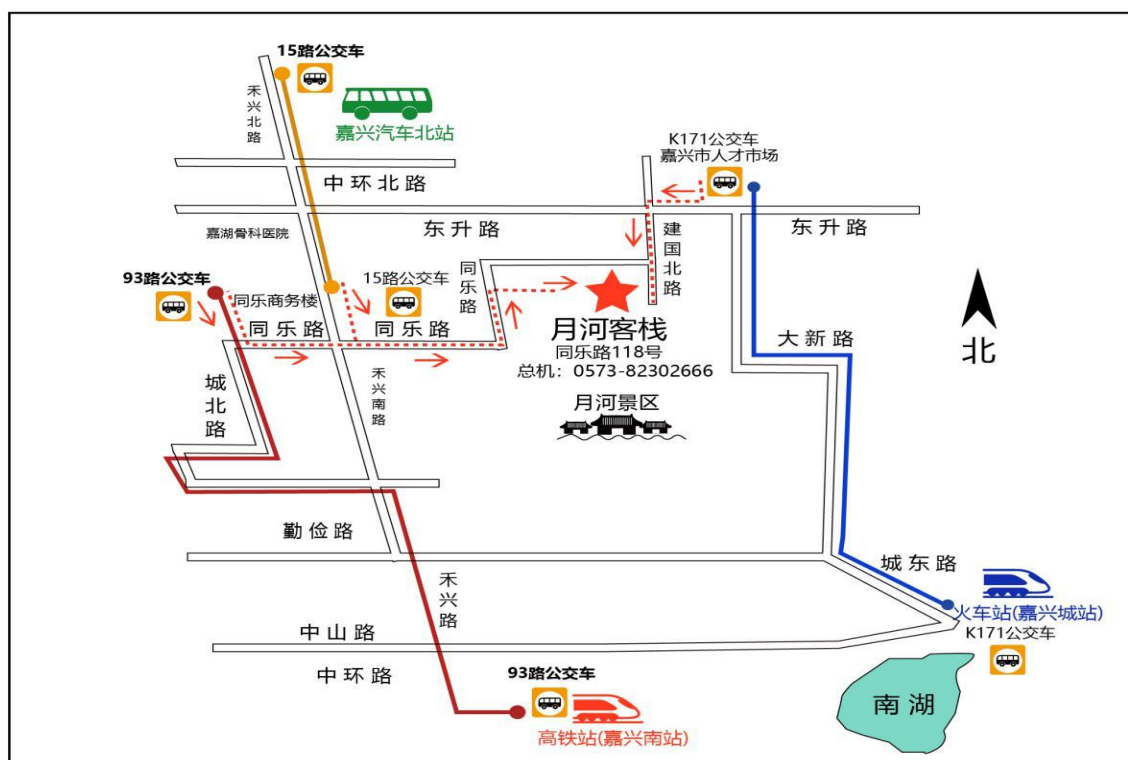 15路公交车
禾兴北路
嘉兴汽车北站
K171公交车
嘉兴市人才市场
中环北路
东升路
东升路
嘉湖骨科医院
建国北路
93路公交车
同乐商务楼
15路公交车
同乐路
同乐路
同乐路
月河客栈
同乐路118号
总机：0573-82302666
大新路
北
城北路
禾兴南路
月河景区
勤俭路
城东路
禾兴路
火车站(嘉兴城站)
K171公交车
中山路
中环路
93路公交车
高铁站(嘉兴南站)
南湖